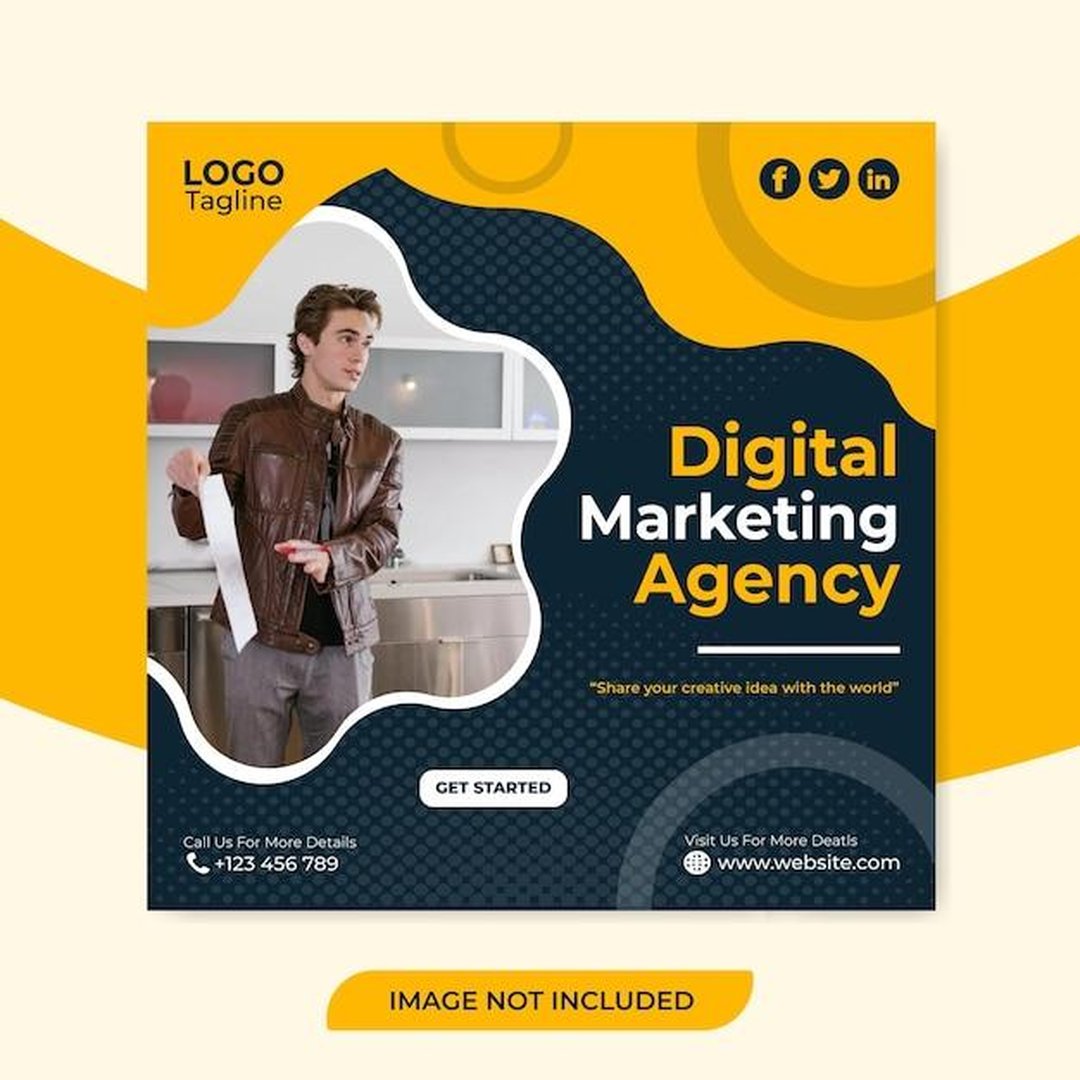 LOGO
Tagline
Digital
Marketing
Agency
“Share your creative idea with the world”
GET STARTED
Call Us For More Details
+123 456 789
Visit Us For More Deatls
www.website.com
IMAGE NOT INCLUDED